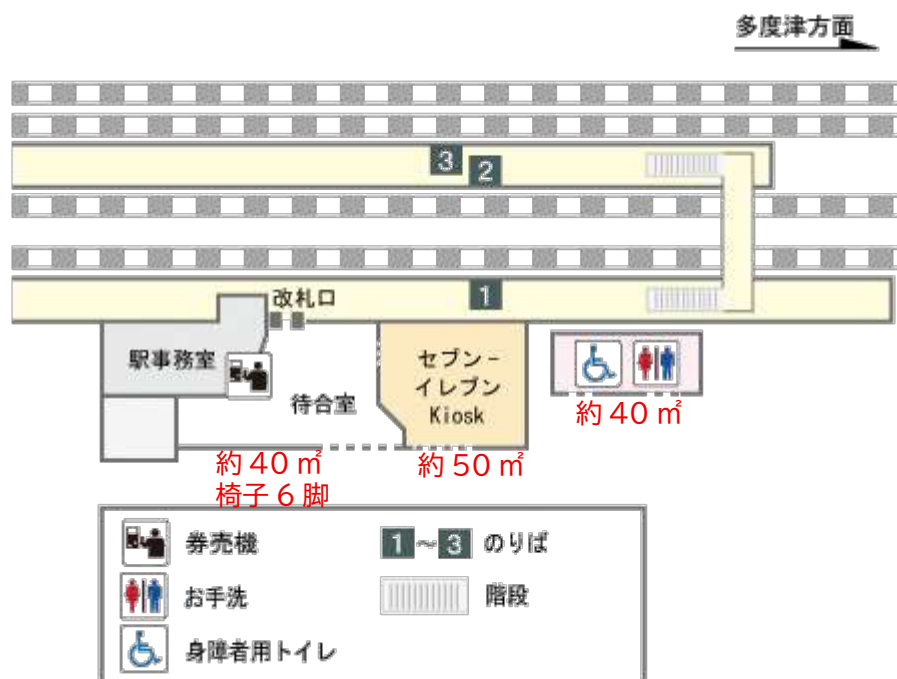 多度津方面
3
2
1
改札口
駅事務室
待合室
セブン-
イレブン
Kiosk
約40㎡
椅子6脚
約50㎡
約40㎡
券売機
1～3 のりば
お手洗
階段
身障者用トイレ